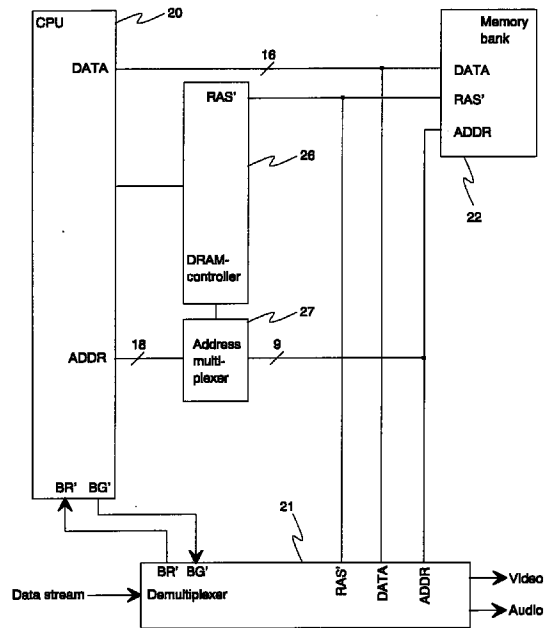 CPU
20
Memory
bank
16
DATA
DATA
RAS'
RAS'
ADDR
26
22
DRAM-
controller
27
ADDR
18
Address
multi-
plexer
9
BR' BG'
21
BR' BG'
RAS'
DATA
ADDR
Data stream
Demultiplexer
Video
Audio